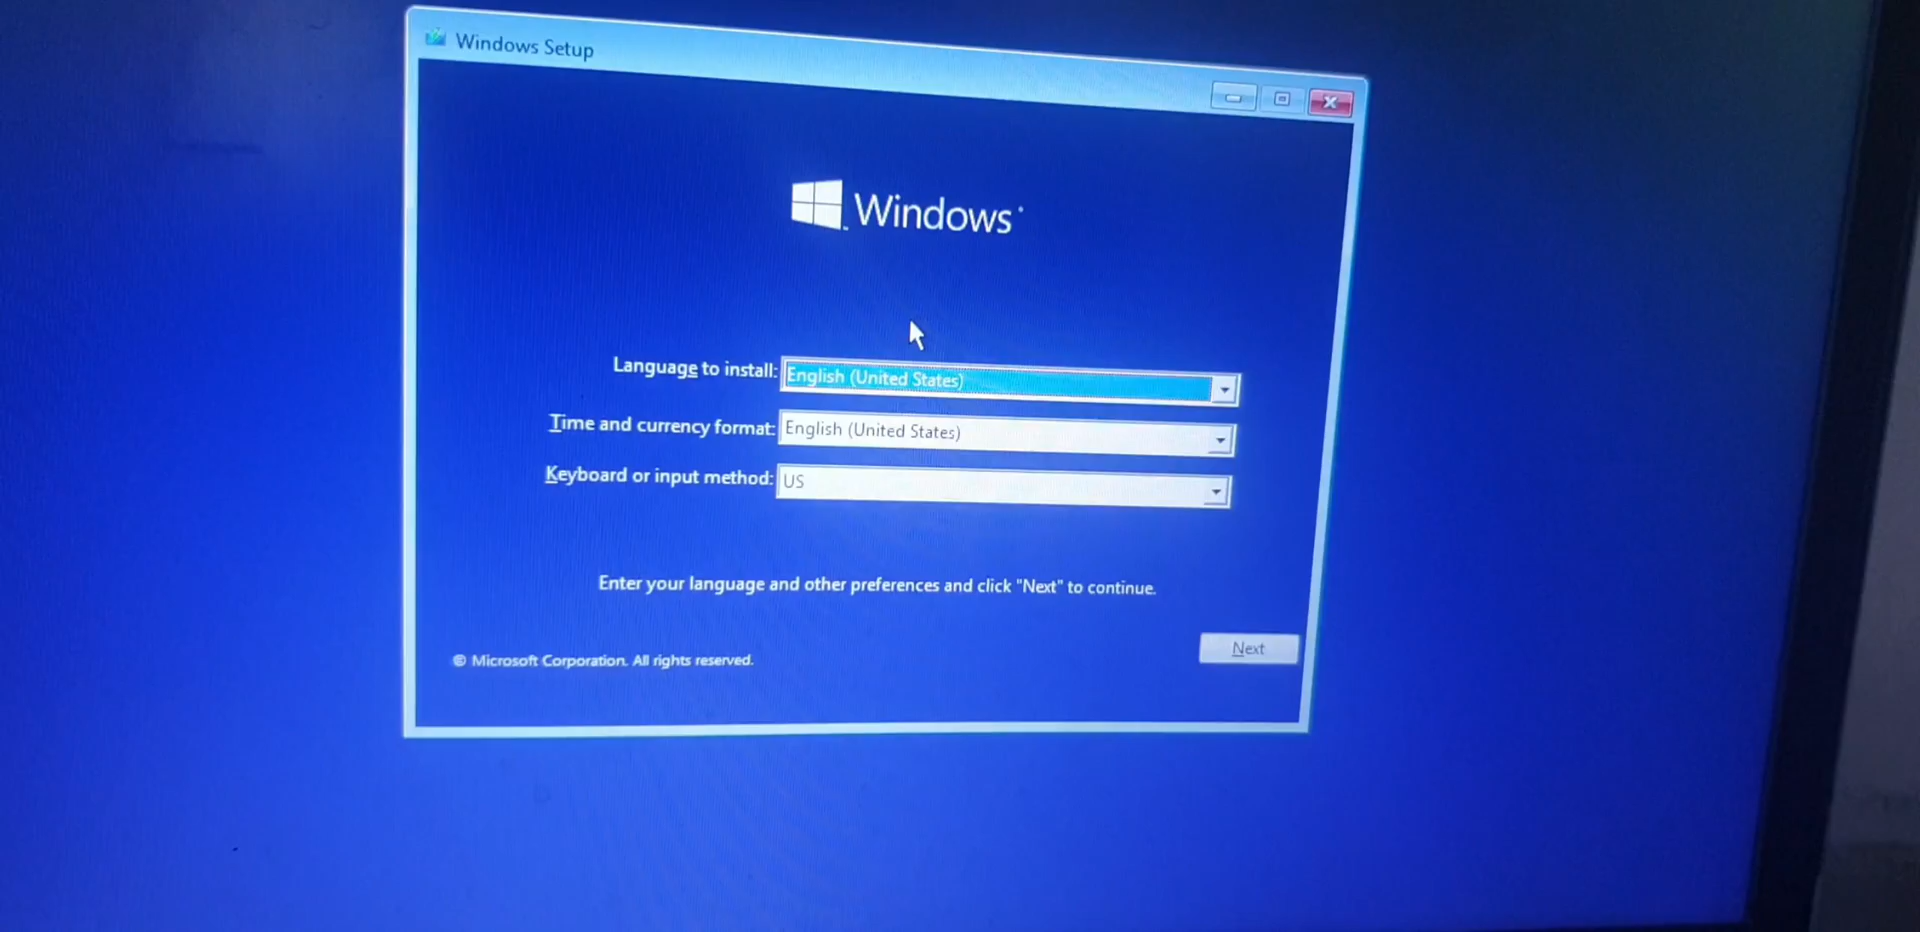 Windows Setup
Windows
Language to install: English (United States)
Time and currency format: English (United States)
Keyboard or input method: US
Enter your language and other preferences and click "Next" to continue.
© Microsoft Corporation. All rights reserved.
Next